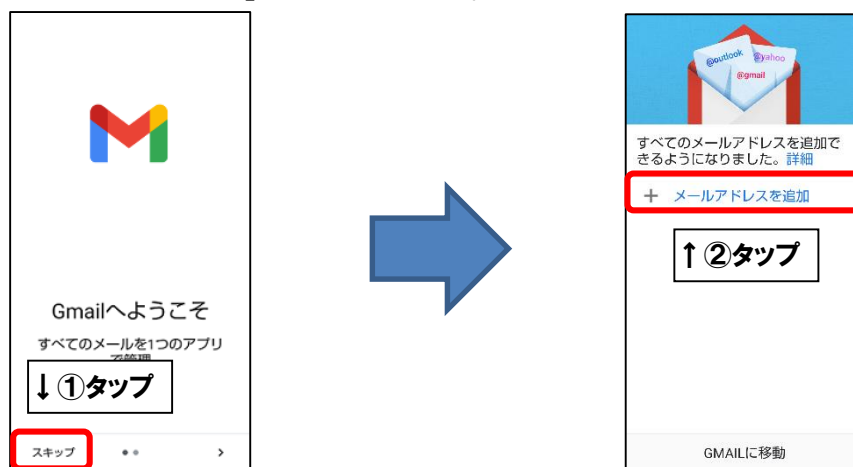 Gmailへようこそ
すべてのメールを1つのアプリ
で管理
↓①タップ
スキップ
@outlook
@yahoo
@gmail
すべてのメールアドレスを追加で
きるようになりました。詳細
+ メールアドレスを追加
↑②タップ
GMAILに移動